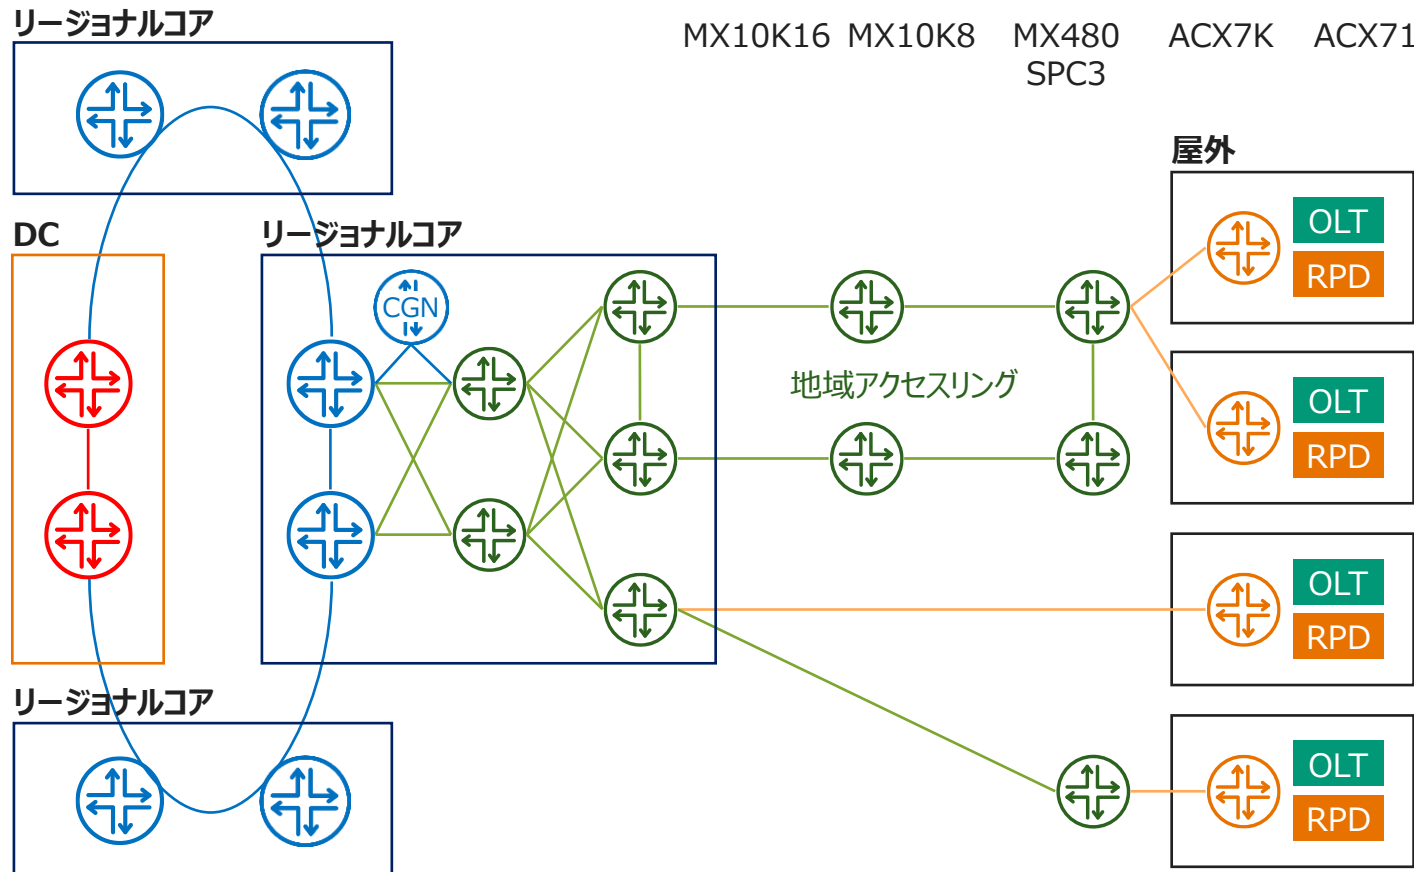 リージョナルコア
MX10K16 MX10K8 MX480 ACX7K ACX71
SPC3
屋外
OLT
RPD
DC
リージョナルコア
CGN
地域アクセスリング
OLT
RPD
OLT
RPD
リージョナルコア
OLT
RPD